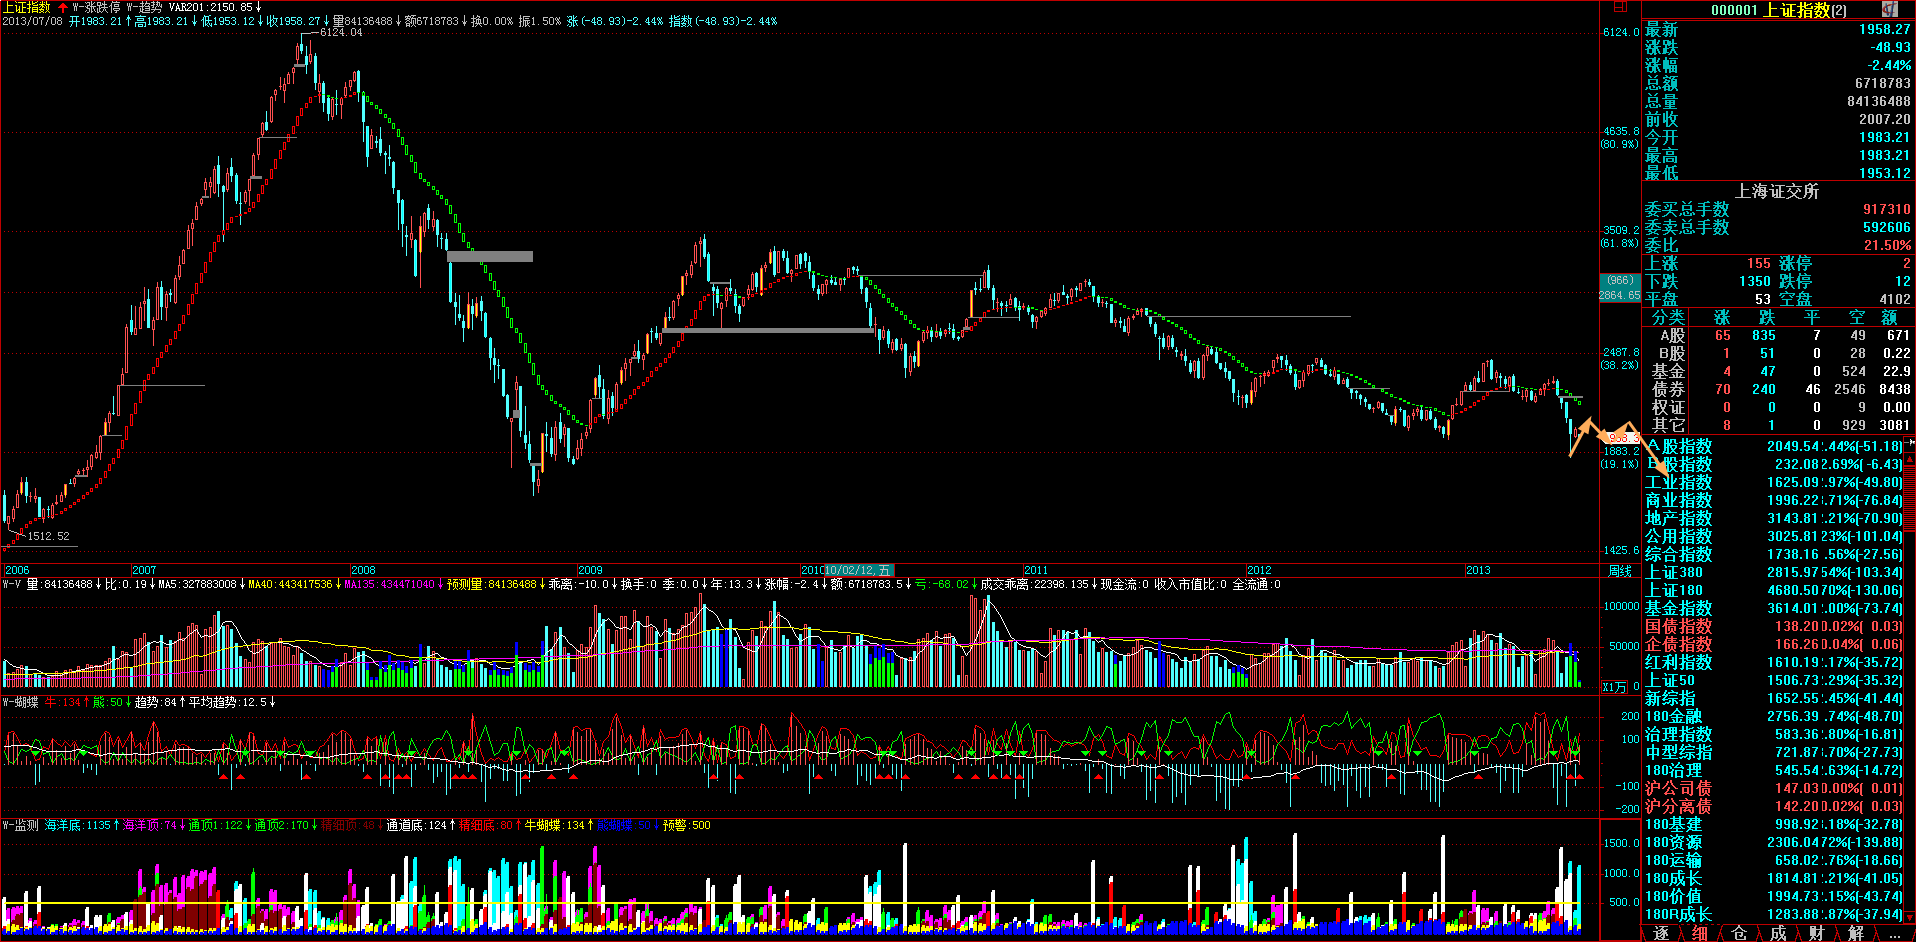 上证指数 W-涨跌停 W-趋势 VAR201:2150.85↓
2013/07/08 开1983.21↑高1983.21↓低1953.12↓收1958.27↓量84136488↓额6718783↓换0.00% 振1.50% 涨(-48.93)-2.44% 指数(-48.93)-2.44%
6124.04
1512.52
6124.0
4635.8
(80.9%)
3509.2
(61.8%)
(966)
2864.65
2487.8
(38.2%)
1883.2
(19.1%)
1425.6
2006 2007 2008 2009 2010 10/02/12,五 2011 2012 2013 周线
W-V 量:84136488↓比:0.19↓MA5:327883008↓MA40:443417536↓MA135:434471040↓预测量:84136488↓乖离:-10.0↓换手:0 季:0.0↓年:13.3↓涨幅:-2.4↓额:6718783.5↓亏:-68.02↓成交乖离:22398.135↓现金流:0 收入市值比:0 全流通:0
100000
50000
X1万 0
W-蝴蝶 牛:134↑熊:50↓趋势:84↑平均趋势:12.5↓
200
100
0
-100
-200
W-监测 海洋底:1135↑海洋顶:74↓通顶1:122↓通顶2:170↓精细顶:48↓通道底:124↑精细底:80↑牛蝴蝶:134↑熊蝴蝶:50↓预警:500
1500.0
1000.0
500.0
000001 上证指数(2)
最新 1958.27
涨跌 -48.93
涨幅 -2.44%
总额 6718783
总量 84136488
前收 2007.20
今开 1983.21
最高 1983.21
最低 1953.12
上海证交所
委买总手数 917310
委卖总手数 592606
委比 21.50%
上涨 155 涨停 2
下跌 1350 跌停 12
平盘 53 空盘 4102
分类 涨 跌 平 空 额
A股 65 835 7 49 671
B股 1 51 0 28 0.22
基金 4 47 0 524 22.9
债券 70 240 46 2546 8438
权证 0 0 0 9 0.00
其它 8 1 0 929 3081
A股指数 2049.54 .44%(-51.18)
股指数 232.08 2.69%( -6.43)
工业指数 1625.09 .97%(-49.80)
商业指数 1996.22 .71%(-76.84)
地产指数 3143.81 .21%(-70.90)
公用指数 3025.81 23%(-101.04)
综合指数 1738.16 .56%(-27.56)
上证380 2815.97 54%(-103.34)
上证180 4680.50 70%(-130.06)
基金指数 3614.01 .00%(-73.74)
国债指数 138.20 0.02%( 0.03)
企债指数 166.26 0.04%( 0.06)
红利指数 1610.19 .17%(-35.72)
上证50 1506.73 .29%(-35.32)
新综指 1652.55 .45%(-41.44)
180金融 2756.39 .74%(-48.70)
治理指数 583.36 .80%(-16.81)
中型综指 721.87 .70%(-27.73)
180治理 545.54 .63%(-14.72)
沪公司债 147.03 0.00%( 0.01)
沪分离债 142.20 0.02%( 0.03)
180基建 998.92 .18%(-32.78)
180资源 2306.04 72%(-139.88)
180运输 658.02 .76%(-18.66)
180成长 1814.81 .21%(-41.05)
180价值 1994.73 .15%(-43.74)
180R成长 1283.88 .87%(-37.94)
逐 细 仓 成 财 解 ...